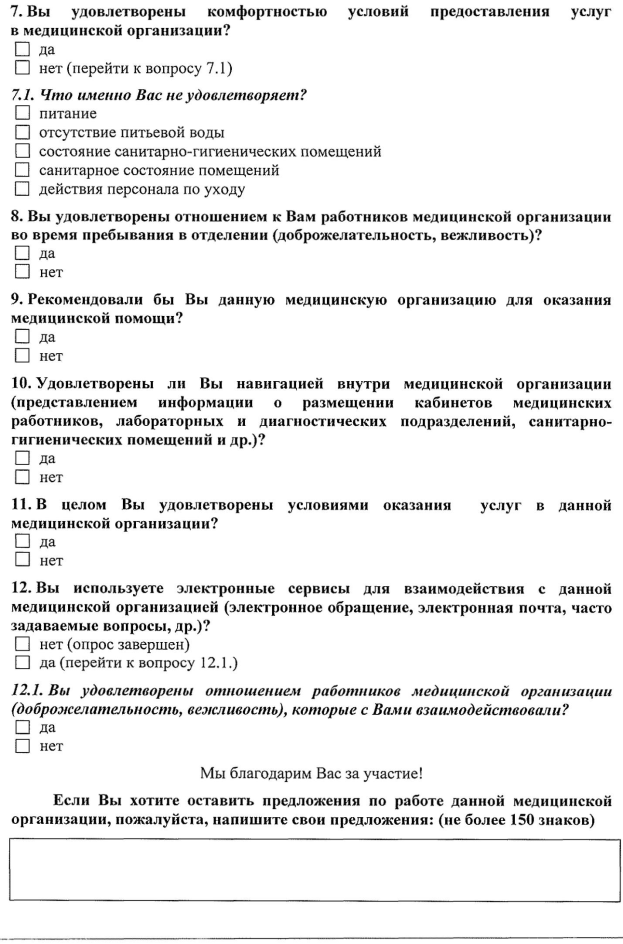 7. Вы удовлетворены комфортностью условий предоставления услуг
в медицинской организации?
да
нет (перейти к вопросу 7.1)
7.1. Что именно Вас не удовлетворяет?
питание
отсутствие питьевой воды
состояние санитарно-гигиенических помещений
санитарное состояние помещений
действия персонала по уходу
8. Вы удовлетворены отношением к Вам работников медицинской организации
во время пребывания в отделении (доброжелательность, вежливость)?
да
нет
9. Рекомендовали бы Вы данную медицинскую организацию для оказания
медицинской помощи?
да
нет
10. Удовлетворены ли Вы навигацией внутри медицинской организации
(представлением информации о размещении кабинетов медицинских
работников, лабораторных и диагностических подразделений, санитарно-
гигиенических помещений и др.)?
да
нет
11. В целом Вы удовлетворены условиями оказания услуг в данной
медицинской организации?
да
нет
12. Вы используете электронные сервисы для взаимодействия с данной
медицинской организацией (электронное обращение, электронная почта, часто
задаваемые вопросы, др.)?
нет (опрос завершен)
да (перейти к вопросу 12.1.)
12.1. Вы удовлетворены отношением работников медицинской организации
(доброжелательность, вежливость), которые с Вами взаимодействовали?
да
нет
Мы благодарим Вас за участие!
Если Вы хотите оставить предложения по работе данной медицинской
организации, пожалуйста, напишите свои предложения: (не более 150 знаков)